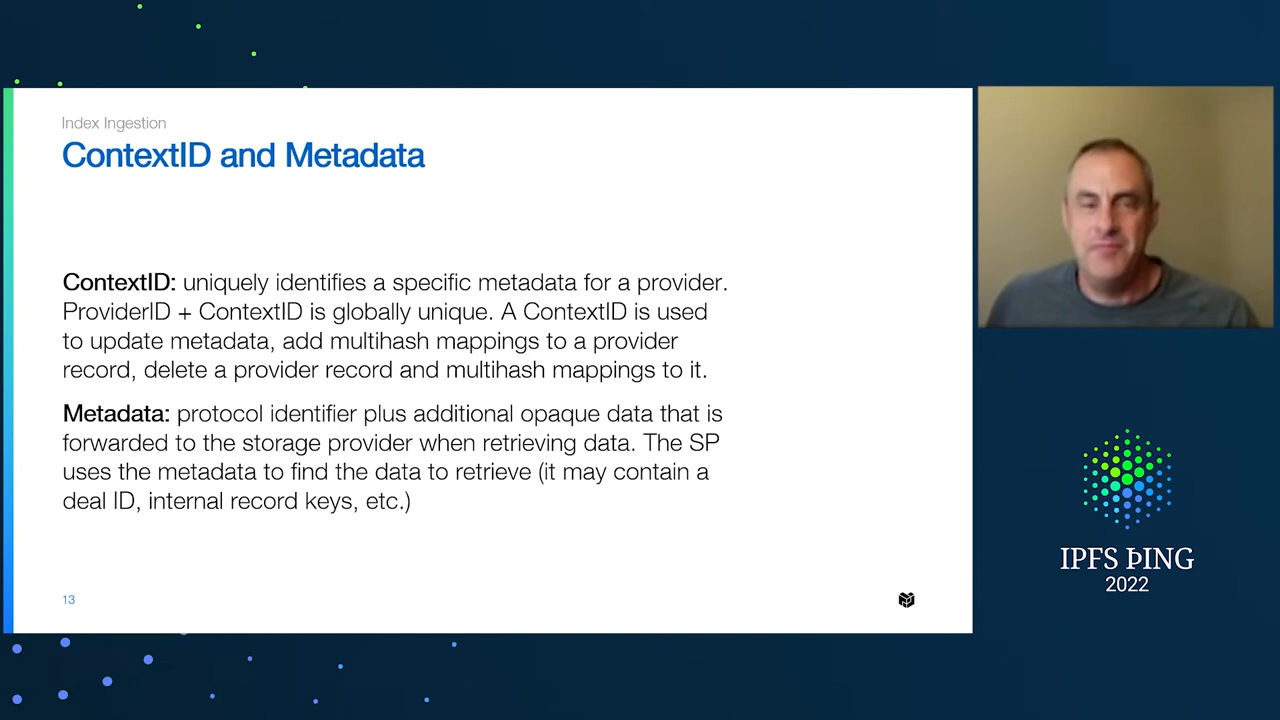 Index Ingestion
ContextID and Metadata
ContextID: uniquely identifies a specific metadata for a provider.
ProviderID + ContextID is globally unique. A ContextID is used
to update metadata, add multihash mappings to a provider
record, delete a provider record and multihash mappings to it.
Metadata: protocol identifier plus additional opaque data that is
forwarded to the storage provider when retrieving data. The SP
uses the metadata to find the data to retrieve (it may contain a
deal ID, internal record keys, etc.)
13
IPFS ÞING
2022